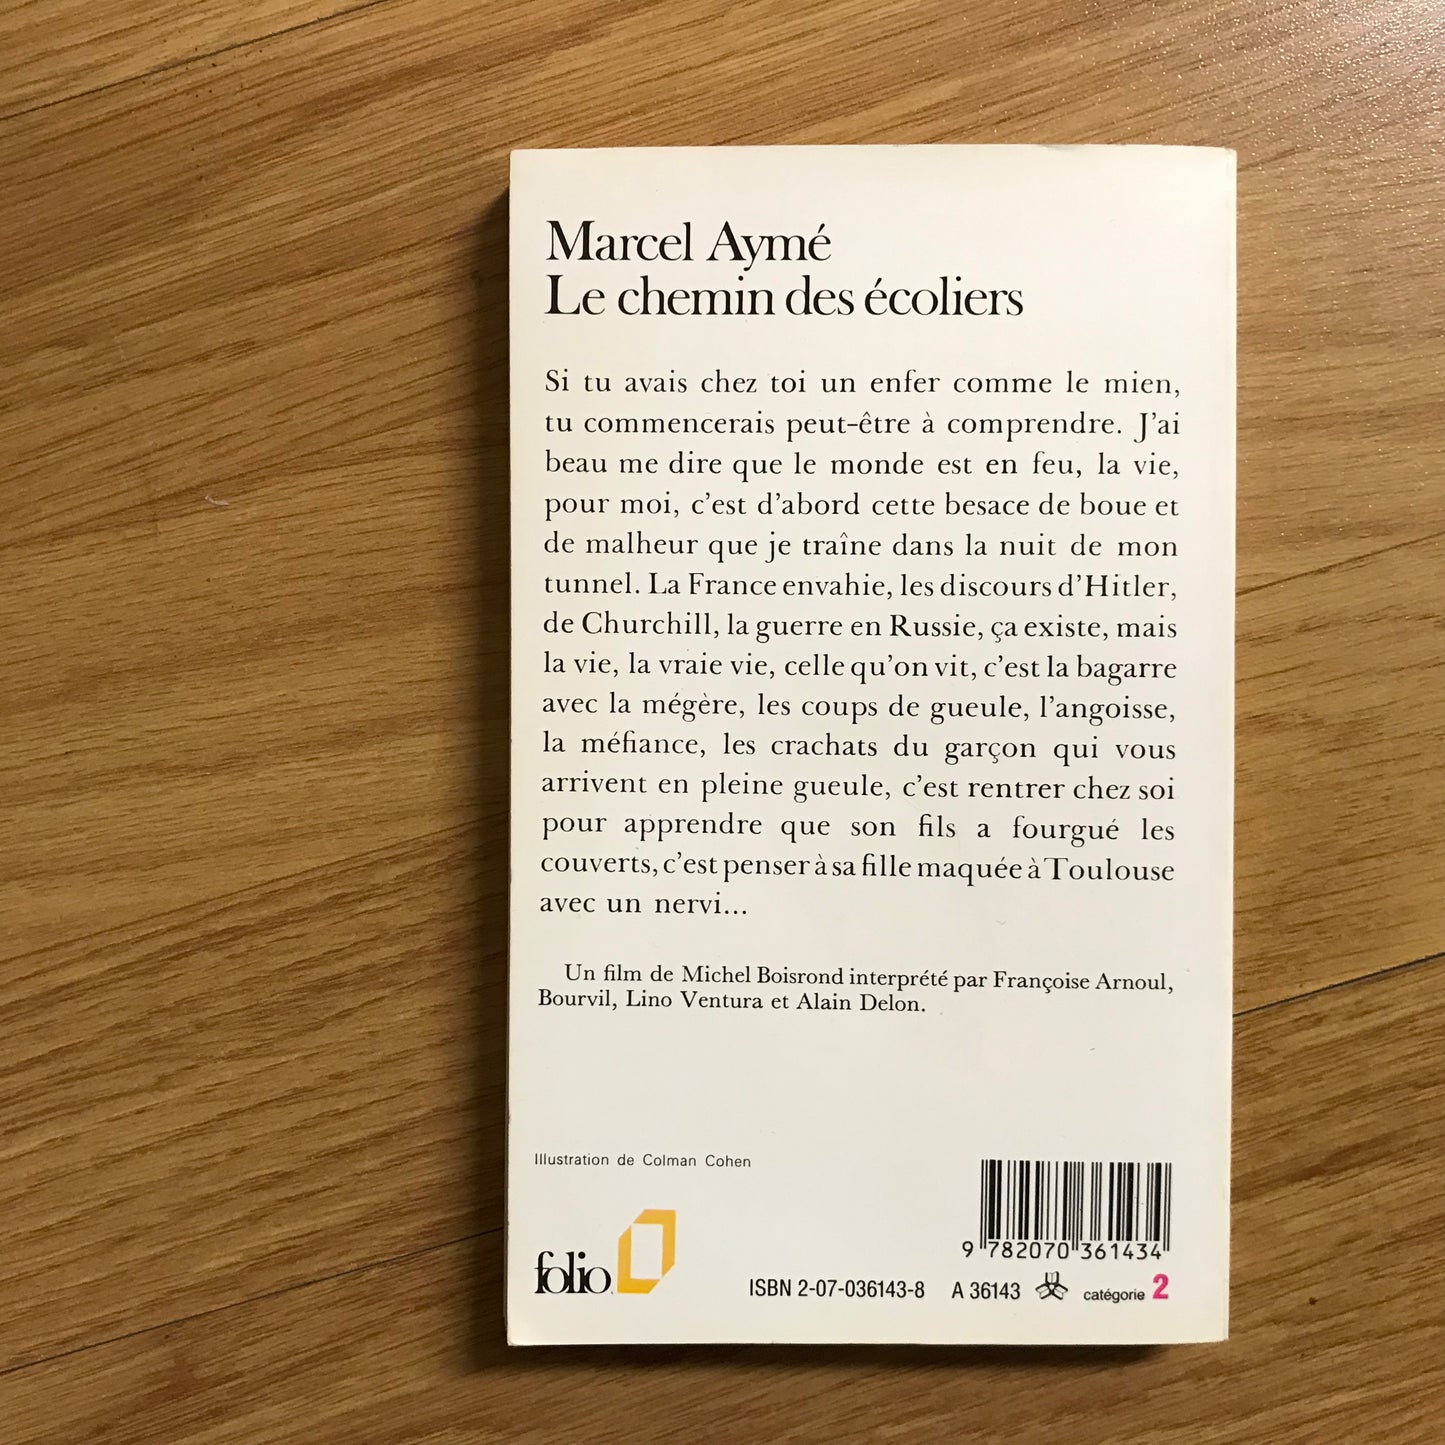 Marcel Aymé
Le chemin des écoliers
Si tu avais chez toi un enfer comme le mien,
tu commencerais peut-être à comprendre. J'ai
beau me dire que le monde est en feu, la vie,
pour moi, c'est d'abord cette besace de boue et
de malheur que je traîne dans la nuit de mon
tunnel. La France envahie, les discours d'Hitler,
de Churchill, la guerre en Russie, ça existe, mais
la vie, la vraie vie, celle qu'on vit, c'est la bagarre
avec la mégère, les coups de gueule, l'angoisse,
la méfiance, les crachats du garçon qui vous
arrivent en pleine gueule, c'est rentrer chez soi
pour apprendre que son fils a fourgué les
couverts, c'est penser à sa fille maquée à Toulouse
avec un nervi...
Un film de Michel Boisrond interprété par Françoise Arnoul,
Bourvil, Lino Ventura et Alain Delon.
Illustration de Colman Cohen
9 782070 361434
folio
ISBN 2-07-036143-8 A 36143 catégorie 2